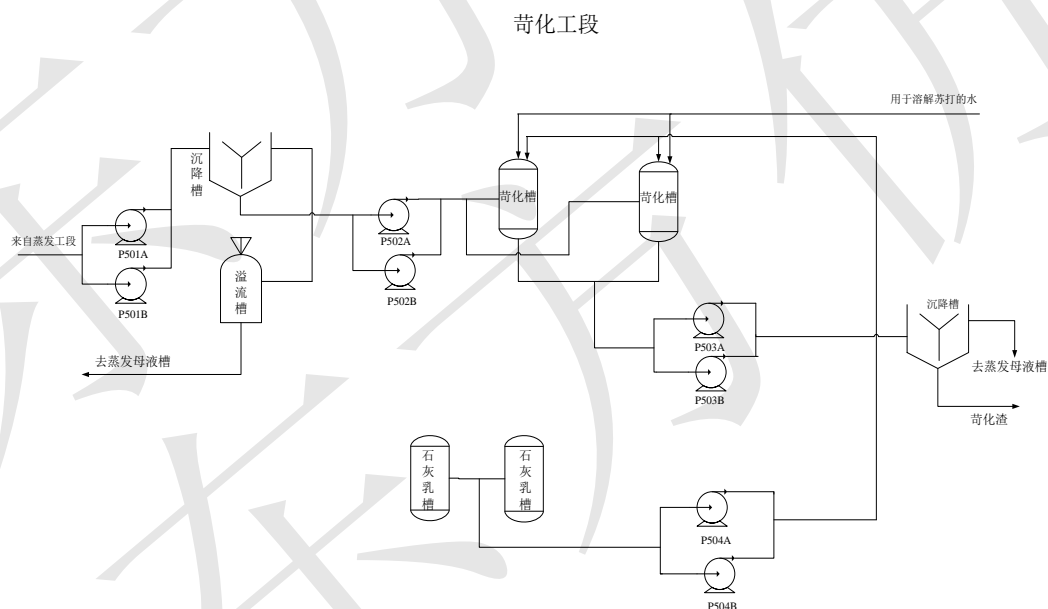 苛化工段
用于溶解苏打的水
沉降槽
苛化槽
苛化槽
来自蒸发工段
P501A
P501B
溢流槽
P502A
P502B
去蒸发母液槽
P503A
P503B
沉降槽
去蒸发母液槽
苛化渣
石灰乳槽
石灰乳槽
P504A
P504B